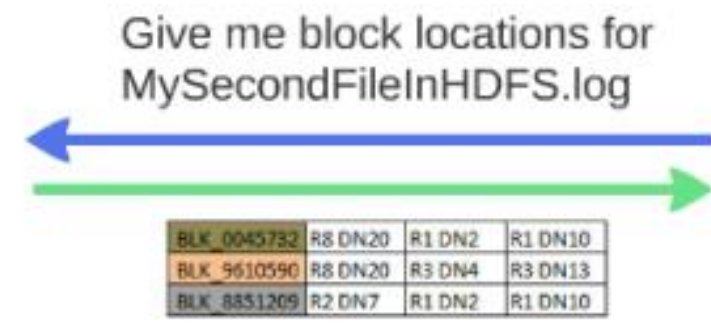 Give me block locations for
MySecondFileInHDFS.log
BLK_0045732 R8 DN20 R1 DN2 R1 DN10
BLK_9610590 R8 DN20 R3 DN4 R3 DN13
BLK_8851209 R2 DN7 R1 DN2 R1 DN10